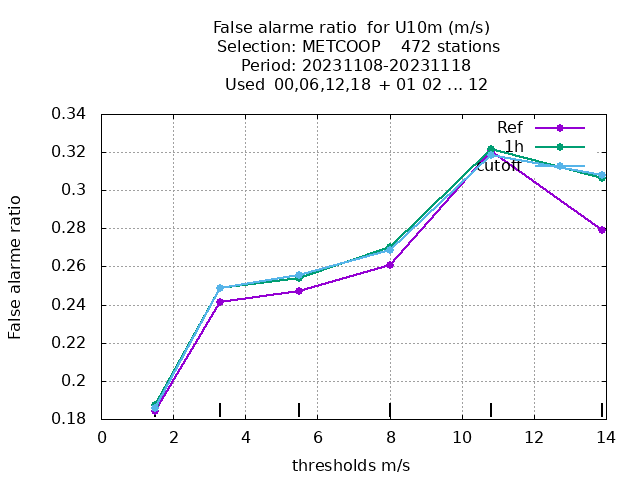 False alarme ratio  for U10m (m/s)
Selection: METCOOP    472 stations
Period: 20231108-20231118
Used  00,06,12,18  + 01 02 ... 12
0.34
0.32
0.3
0.28
0.26
0.24
0.22
0.2
0.18
False alarme ratio
Ref
1h
cutoff
0 2 4 6 8 10 12 14
thresholds m/s